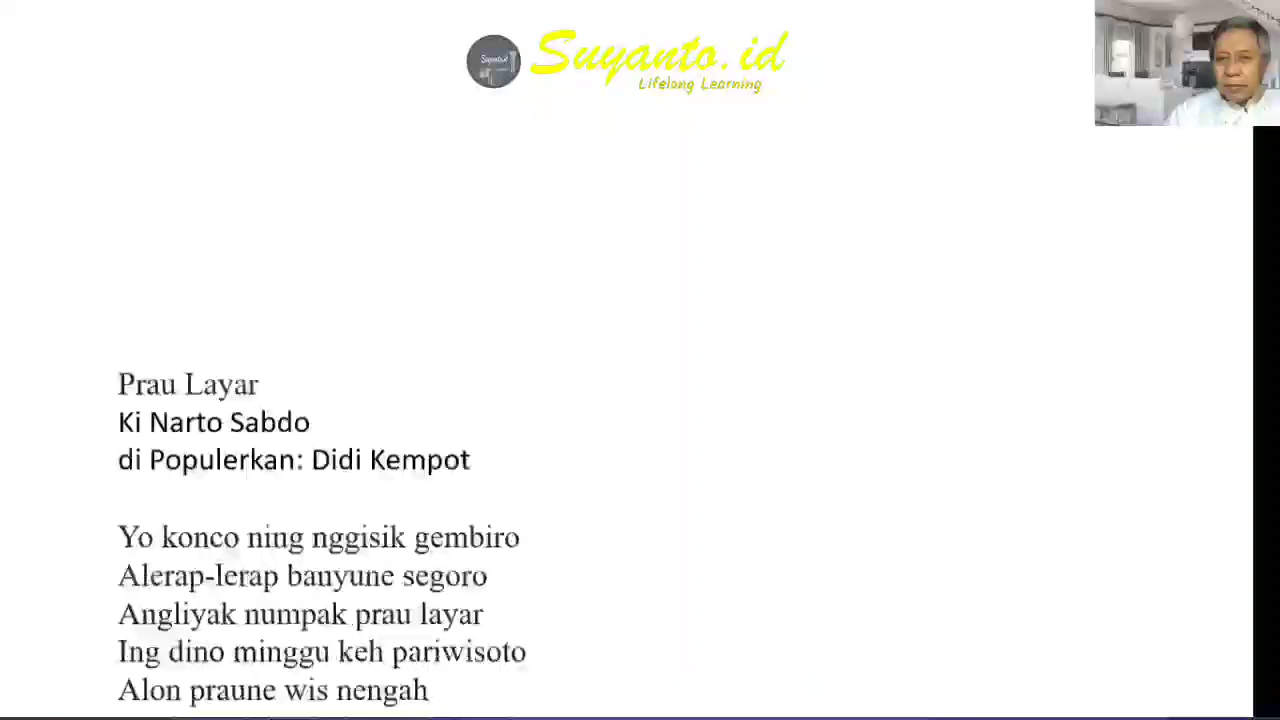 Suyanto.id
Lifelong Learning
Prau Layar
Ki Narto Sabdo
di Populerkan: Didi Kempot
Yo konco ning nggisik gembiro
Alerap-lerap banyune segoro
Angliyak numpak prau layar
Ing dino minggu keh pariwisoto
Alon praune wis nengah